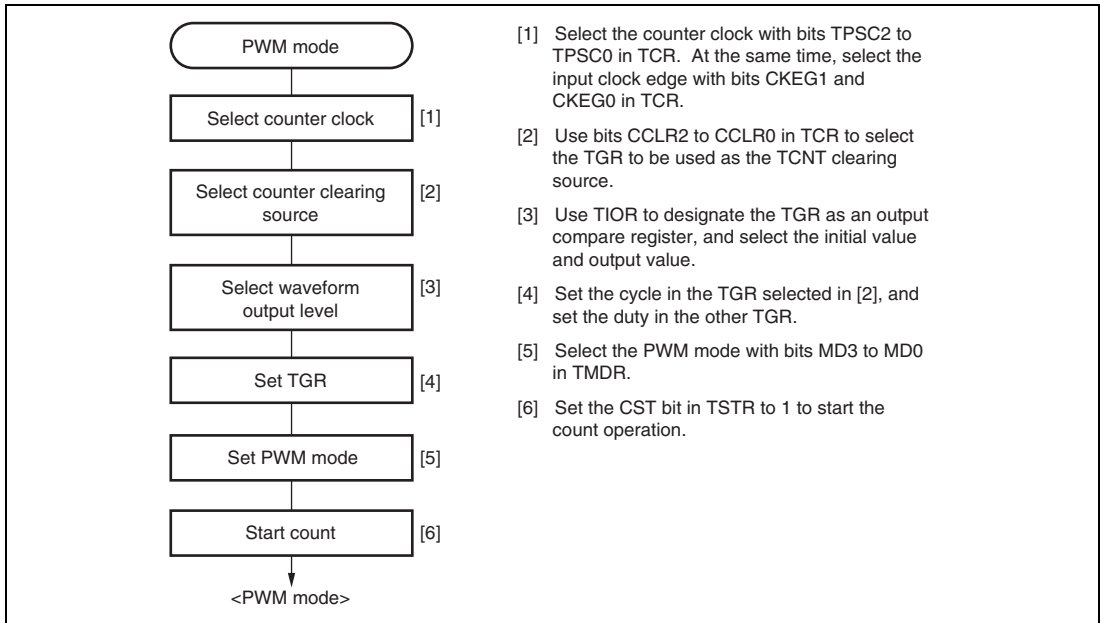 PWM mode
Select counter clock [1]
Select counter clearing
source
[2]
Select waveform
output level
[3]
Set TGR [4]
Set PWM mode [5]
Start count [6]
<PWM mode>
[1] Select the counter clock with bits TPSC2 to
TPSC0 in TCR. At the same time, select the
input clock edge with bits CKEG1 and
CKEG0 in TCR.
[2] Use bits CCLR2 to CCLR0 in TCR to select
the TGR to be used as the TCNT clearing
source.
[3] Use TIOR to designate the TGR as an output
compare register, and select the initial value
and output value.
[4] Set the cycle in the TGR selected in [2], and
set the duty in the other TGR.
[5] Select the PWM mode with bits MD3 to MD0
in TMDR.
[6] Set the CST bit in TSTR to 1 to start the
count operation.